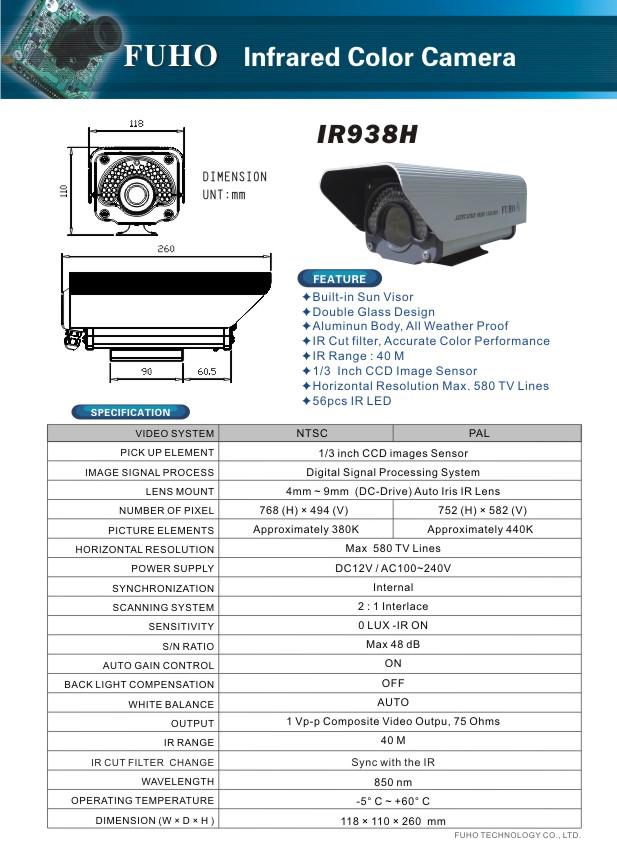 FUHO Infrared Color Camera
118
110
DIMENSION
UNT:mm
260
90
60.5
IR938H
FUHO
FEATURE
✦Built-in Sun Visor
✦Double Glass Design
✦Aluminun Body, All Weather Proof
✦IR Cut filter, Accurate Color Performance
✦IR Range : 40 M
✦1/3 Inch CCD Image Sensor
✦Horizontal Resolution Max. 580 TV Lines
✦56pcs IR LED
SPECIFICATION
VIDEO SYSTEM NTSC PAL
PICK UP ELEMENT 1/3 inch CCD images Sensor
IMAGE SIGNAL PROCESS Digital Signal Processing System
LENS MOUNT 4mm ~ 9mm (DC-Drive) Auto Iris IR Lens
NUMBER OF PIXEL 768 (H) × 494 (V) 752 (H) × 582 (V)
PICTURE ELEMENTS Approximately 380K Approximately 440K
HORIZONTAL RESOLUTION Max 580 TV Lines
POWER SUPPLY DC12V / AC100~240V
SYNCHRONIZATION Internal
SCANNING SYSTEM 2 : 1 Interlace
SENSITIVITY 0 LUX -IR ON
S/N RATIO Max 48 dB
AUTO GAIN CONTROL ON
BACK LIGHT COMPENSATION OFF
WHITE BALANCE AUTO
OUTPUT 1 Vp-p Composite Video Outpu, 75 Ohms
IR RANGE 40 M
IR CUT FILTER CHANGE Sync with the IR
WAVELENGTH 850 nm
OPERATING TEMPERATURE -5° C ~ +60° C
DIMENSION (W × D × H ) 118 × 110 × 260 mm
FUHO TECHNOLOGY CO., LTD.